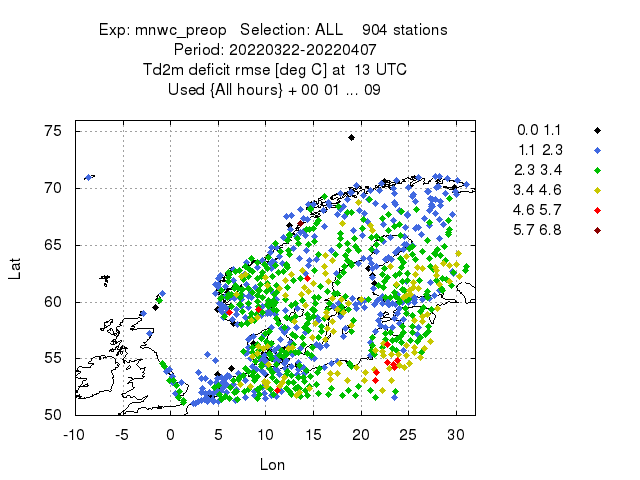 Exp: mnwc_preop Selection: ALL 904 stations
Period: 20220322-20220407
Td2m deficit rmse [deg C] at 13 UTC
Used {All hours} + 00 01 ... 09
0.0 1.1
1.1 2.3
2.3 3.4
3.4 4.6
4.6 5.7
5.7 6.8
75
70
65
60
55
50
Lat
-10 -5 0 5 10 15 20 25 30
Lon